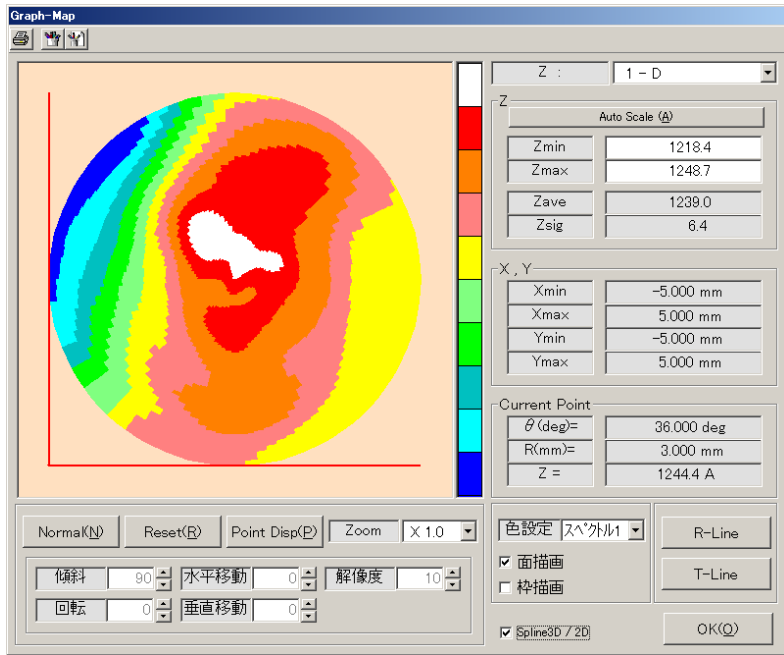 Graph-Map
Z : 1 - D
Z
Auto Scale (A)
Zmin 1218.4
Zmax 1248.7
Zave 1239.0
Zsig 6.4
X , Y
Xmin -5.000 mm
Xmax 5.000 mm
Ymin -5.000 mm
Ymax 5.000 mm
Current Point
θ(deg)= 36.000 deg
R(mm)= 3.000 mm
Z = 1244.4 A
Normal(N) Reset(R) Point Disp(P) Zoom X 1.0
傾斜 90 水平移動 0 解像度 10
回転 0 垂直移動 0
色設定 スペクトル1
面描画
枠描画
R-Line
T-Line
Spline3D / 2D
OK(O)